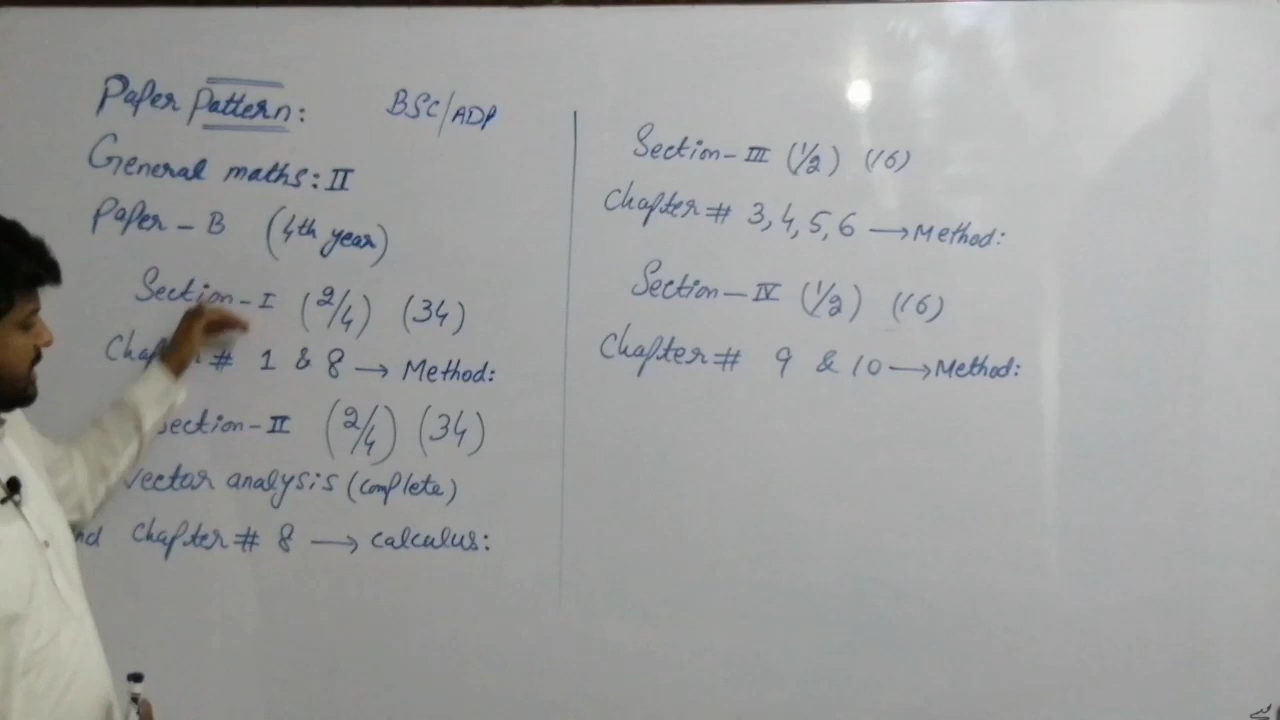 Paper Pattern: BSC/ADP
General maths: II
Paper - B (4th year)
Section - I (2/4) (34)
Chapter # 1 & 8 → Method:
Section - II (2/4) (34)
Vector analysis (Complete)
nd Chapter # 8 → Calculus:
Section - III (1/2) (16)
Chapter # 3, 4, 5, 6 → Method:
Section - IV (1/2) (16)
Chapter # 9 & 10 → Method: